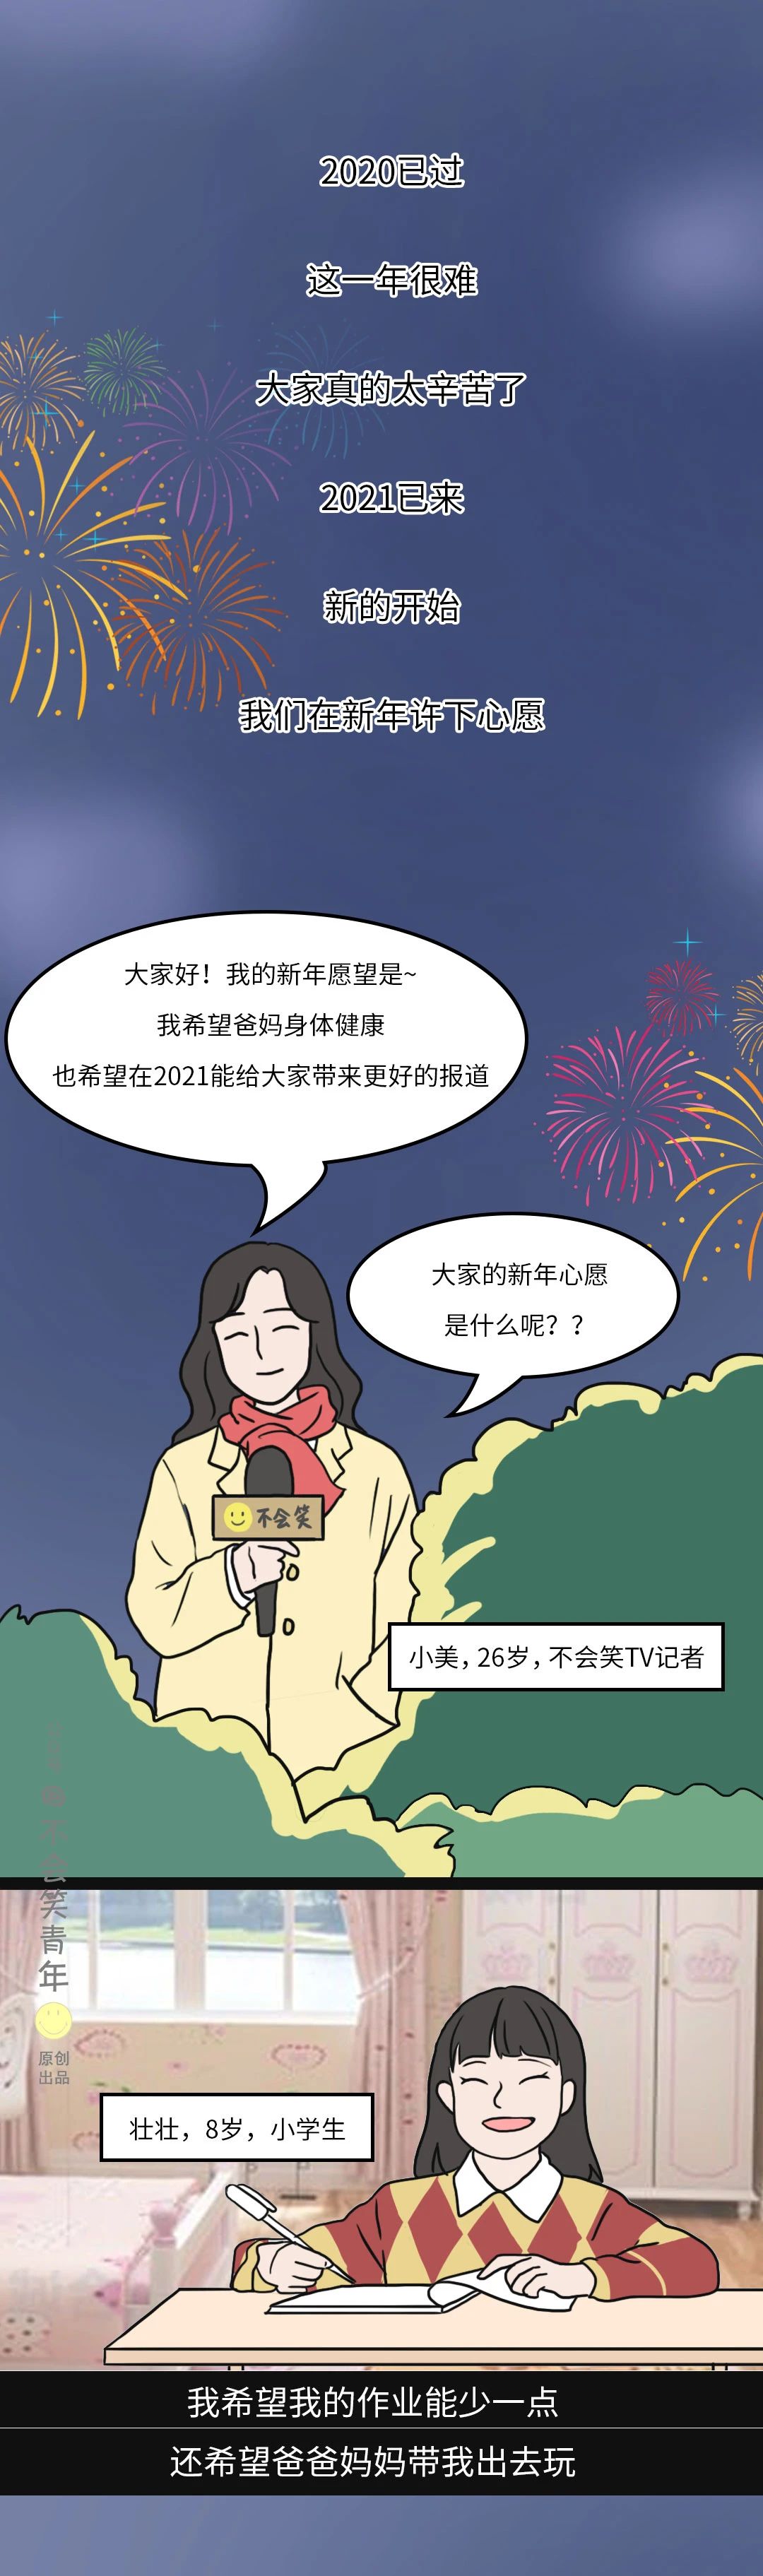 2020已过
这一年很难
大家真的太辛苦了
2021已来
新的开始
我们在新年许下心愿
大家好！我的新年愿望是~
我希望爸妈身体健康
也希望在2021能给大家带来更好的报道
大家的新年心愿
是什么呢？？
不会笑
小美，26岁，不会笑TV记者
不会笑青年
原创
出品
壮壮，8岁，小学生
我希望我的作业能少一点
还希望爸爸妈妈带我出去玩